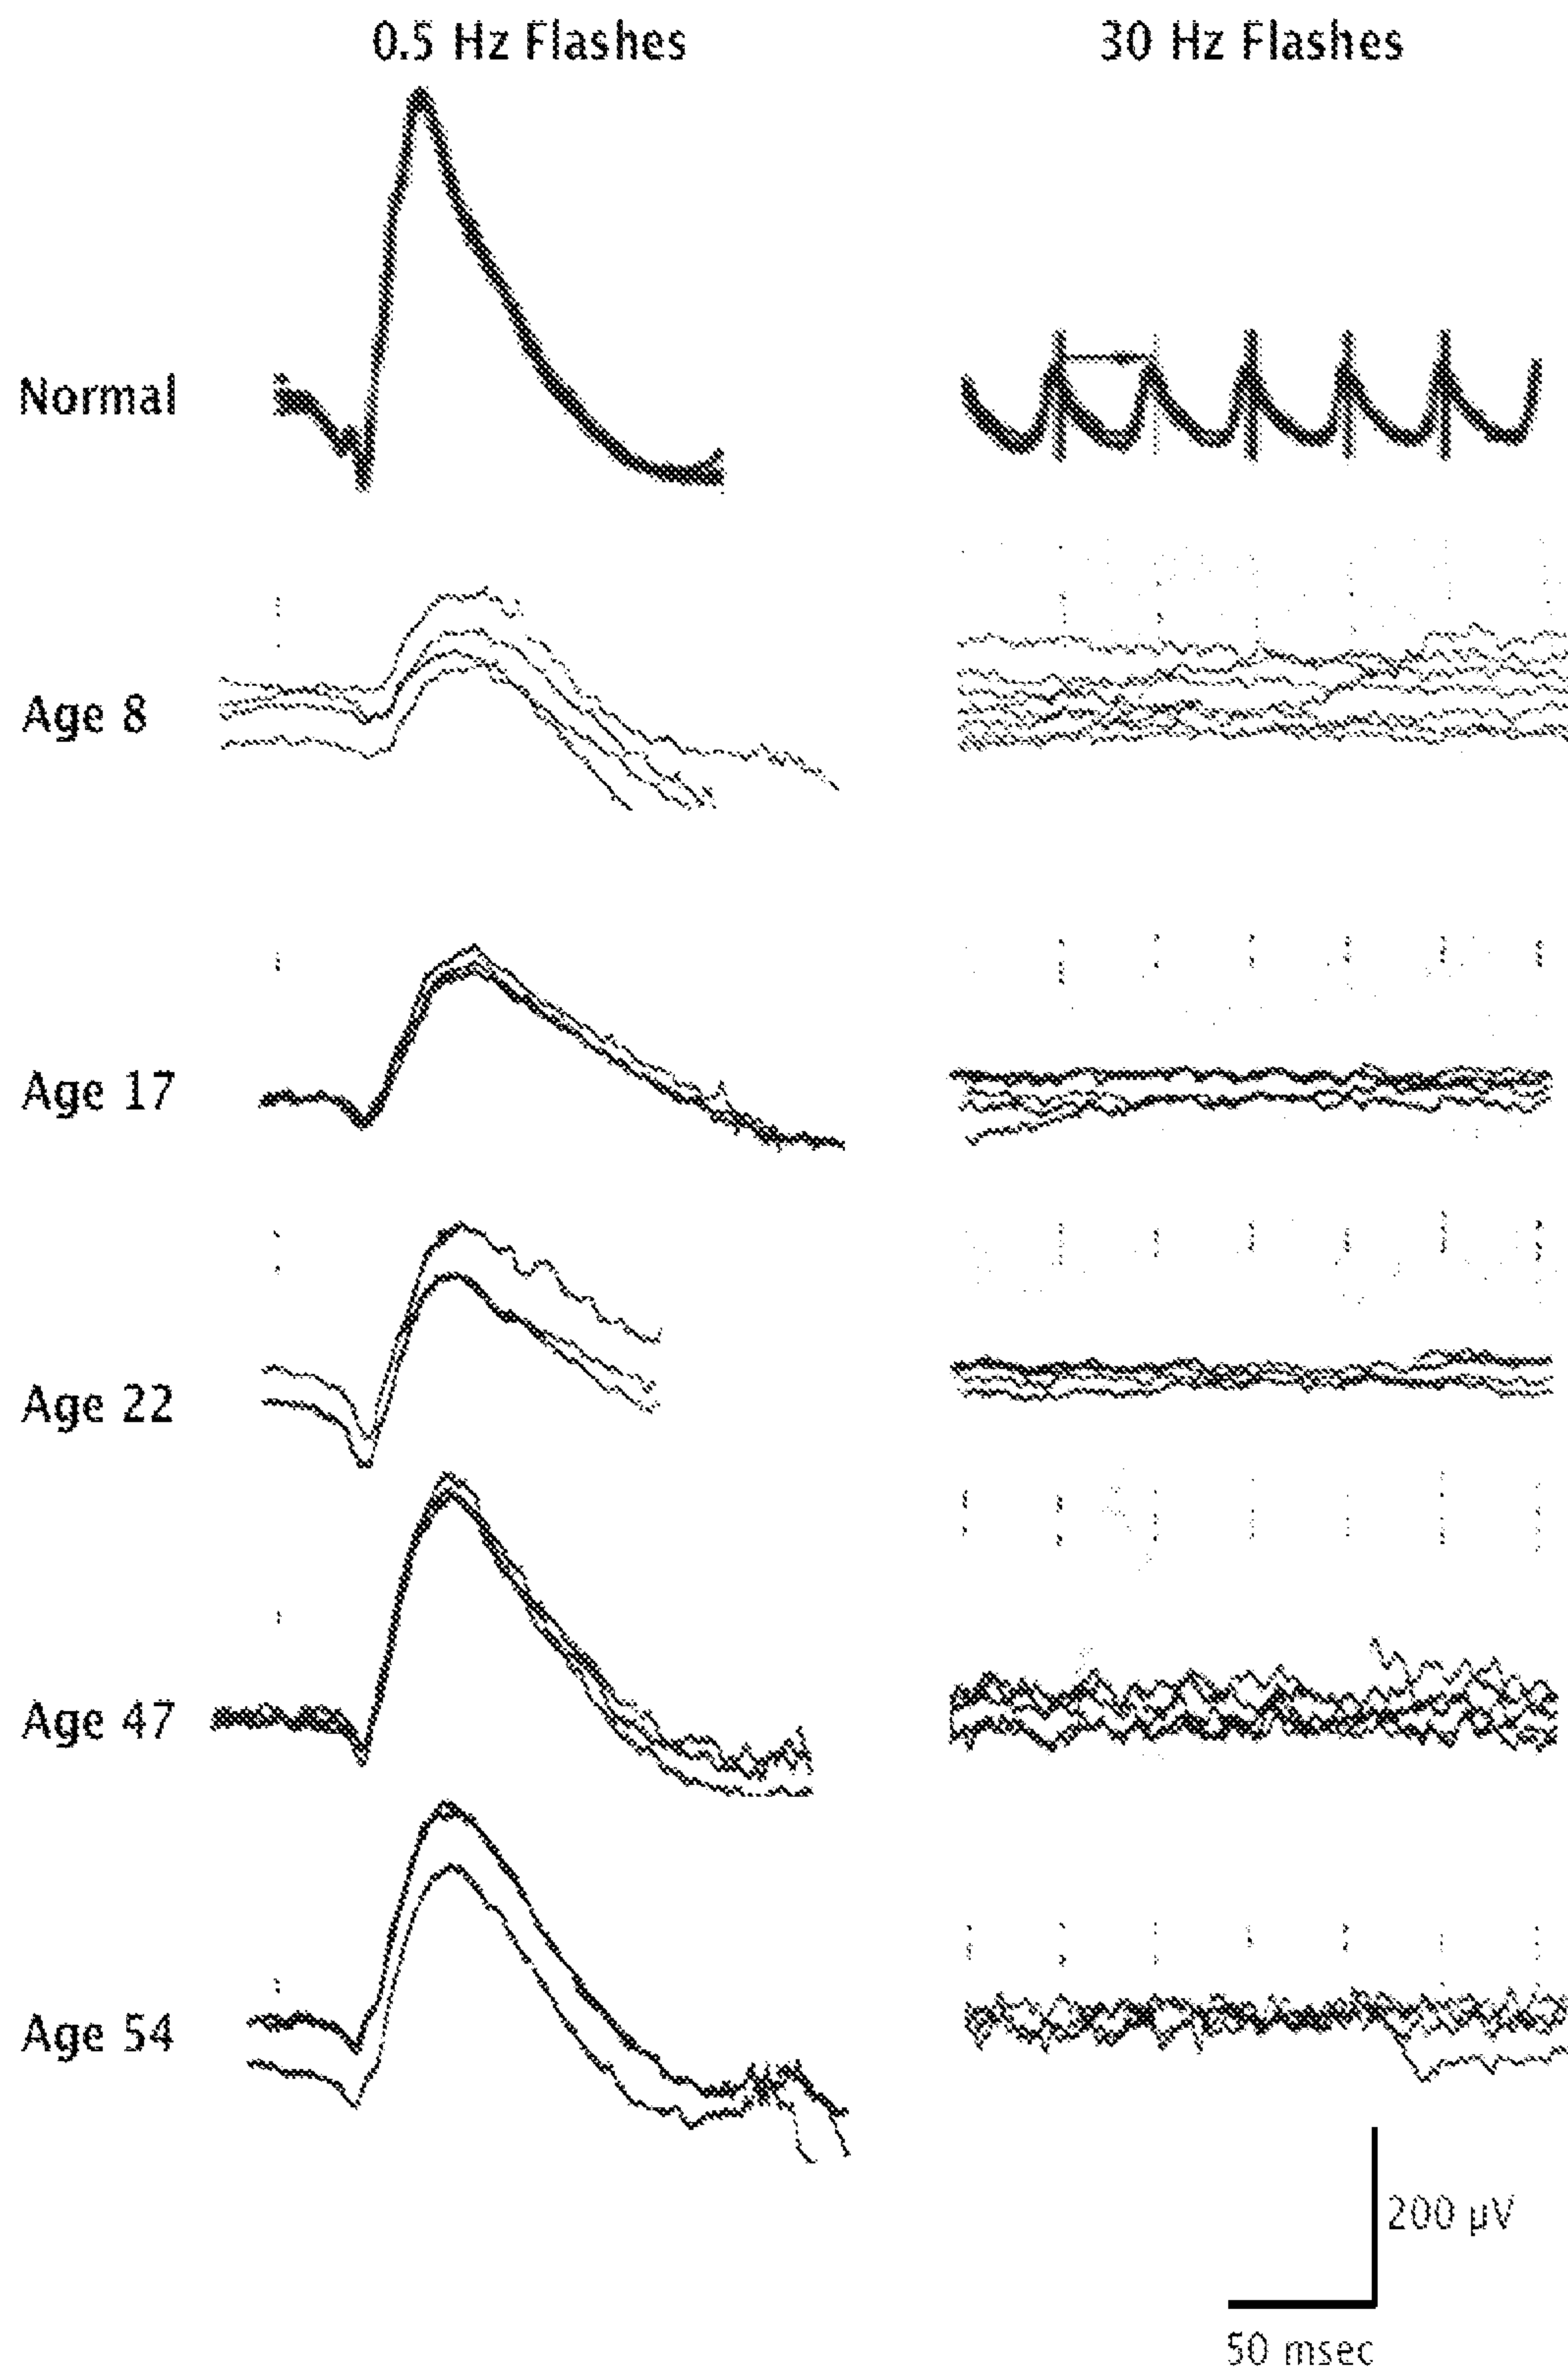 0.5 Hz Flashes
30 Hz Flashes
Normal
Age 8
Age 17
Age 22
Age 47
Age 54
200 µV
50 msec